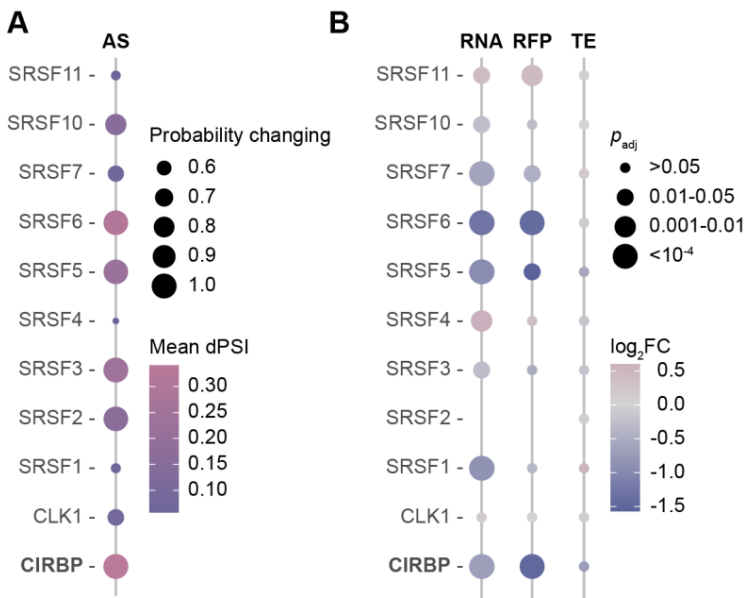 A
AS
SRSF11 -
SRSF10 -
SRSF7 -
SRSF6 -
SRSF5 -
SRSF4 -
SRSF3 -
SRSF2 -
SRSF1 -
CLK1 -
CIRBP -
Probability changing
0.6
0.7
0.8
0.9
1.0
Mean dPSI
0.30
0.25
0.20
0.15
0.10
B
RNA RFP TE
SRSF11 -
SRSF10 -
SRSF7 -
SRSF6 -
SRSF5 -
SRSF4 -
SRSF3 -
SRSF2 -
SRSF1 -
CLK1 -
CIRBP -
p_adj
>0.05
0.01-0.05
0.001-0.01
<10⁻⁴
log₂FC
0.5
0.0
-0.5
-1.0
-1.5